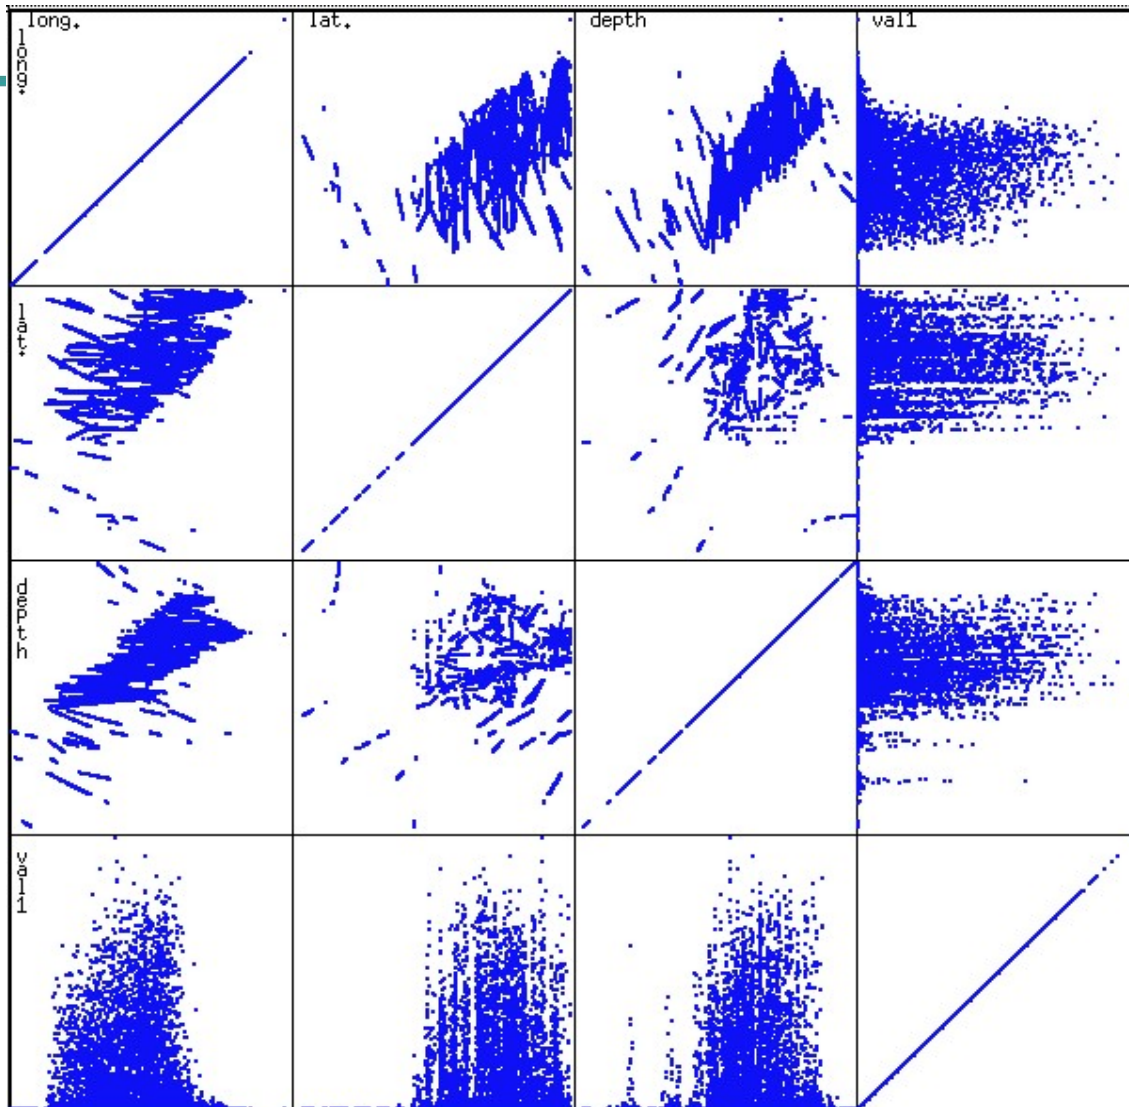 long. lat. depth val1
long.
lat.
depth
val1